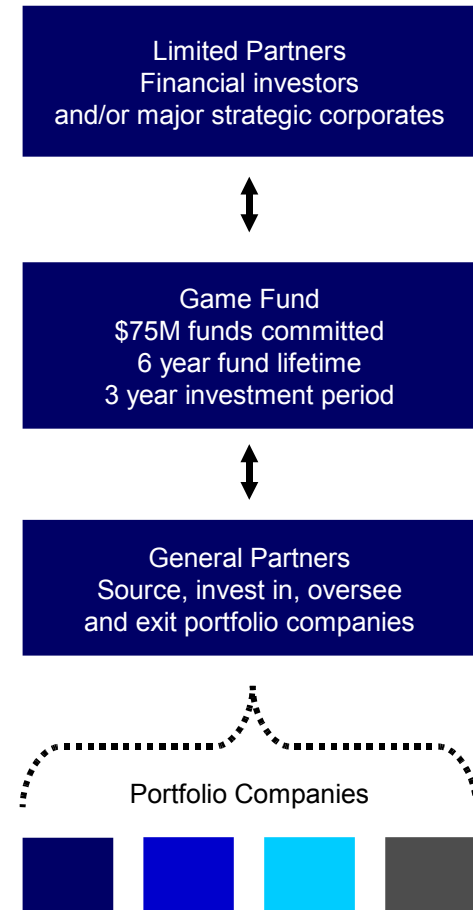 Limited Partners
Financial investors
and/or major strategic corporates
Game Fund
$75M funds committed
6 year fund lifetime
3 year investment period
General Partners
Source, invest in, oversee
and exit portfolio companies
Portfolio Companies